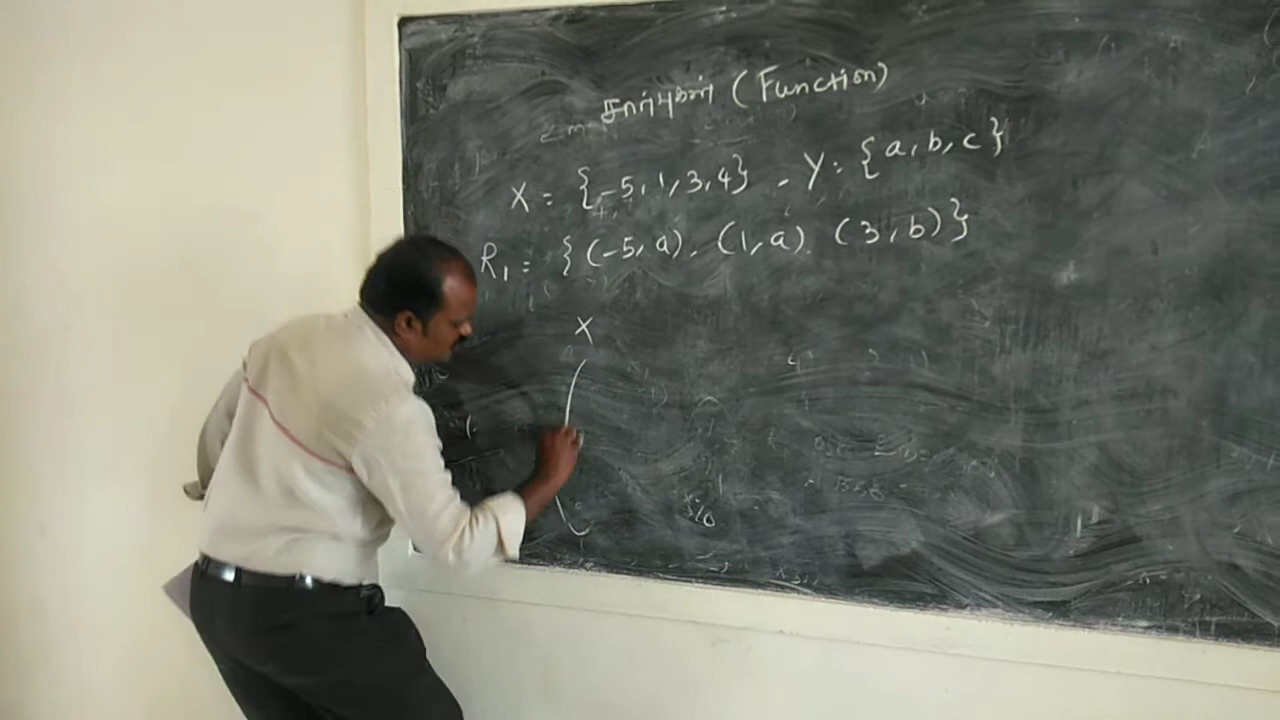 சார்புகள் (Function)
X = {-5, 1, 3, 4} - Y = {a, b, c}
R₁ = {(-5, a), (1, a), (3, b)}
X